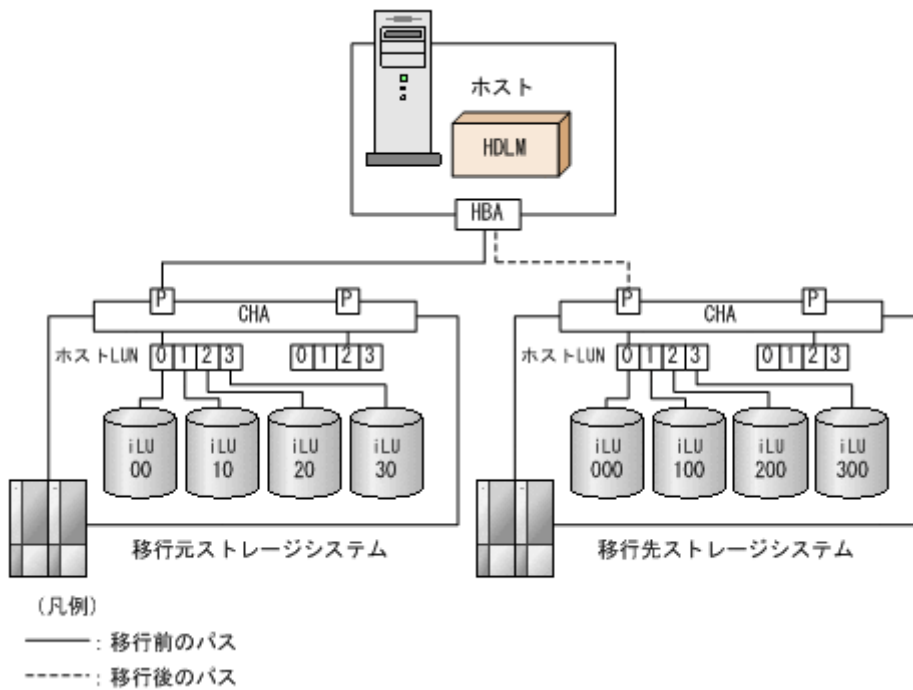 ホスト
HDLM
HBA
P P
CHA
ホストLUN 0 1 2 3 0 1 2 3
iLU 00
iLU 10
iLU 20
iLU 30
移行元ストレージシステム
P P
CHA
ホストLUN 0 1 2 3 0 1 2 3
iLU 000
iLU 100
iLU 200
iLU 300
移行先ストレージシステム
(凡例)
: 移行前のパス
: 移行後のパス